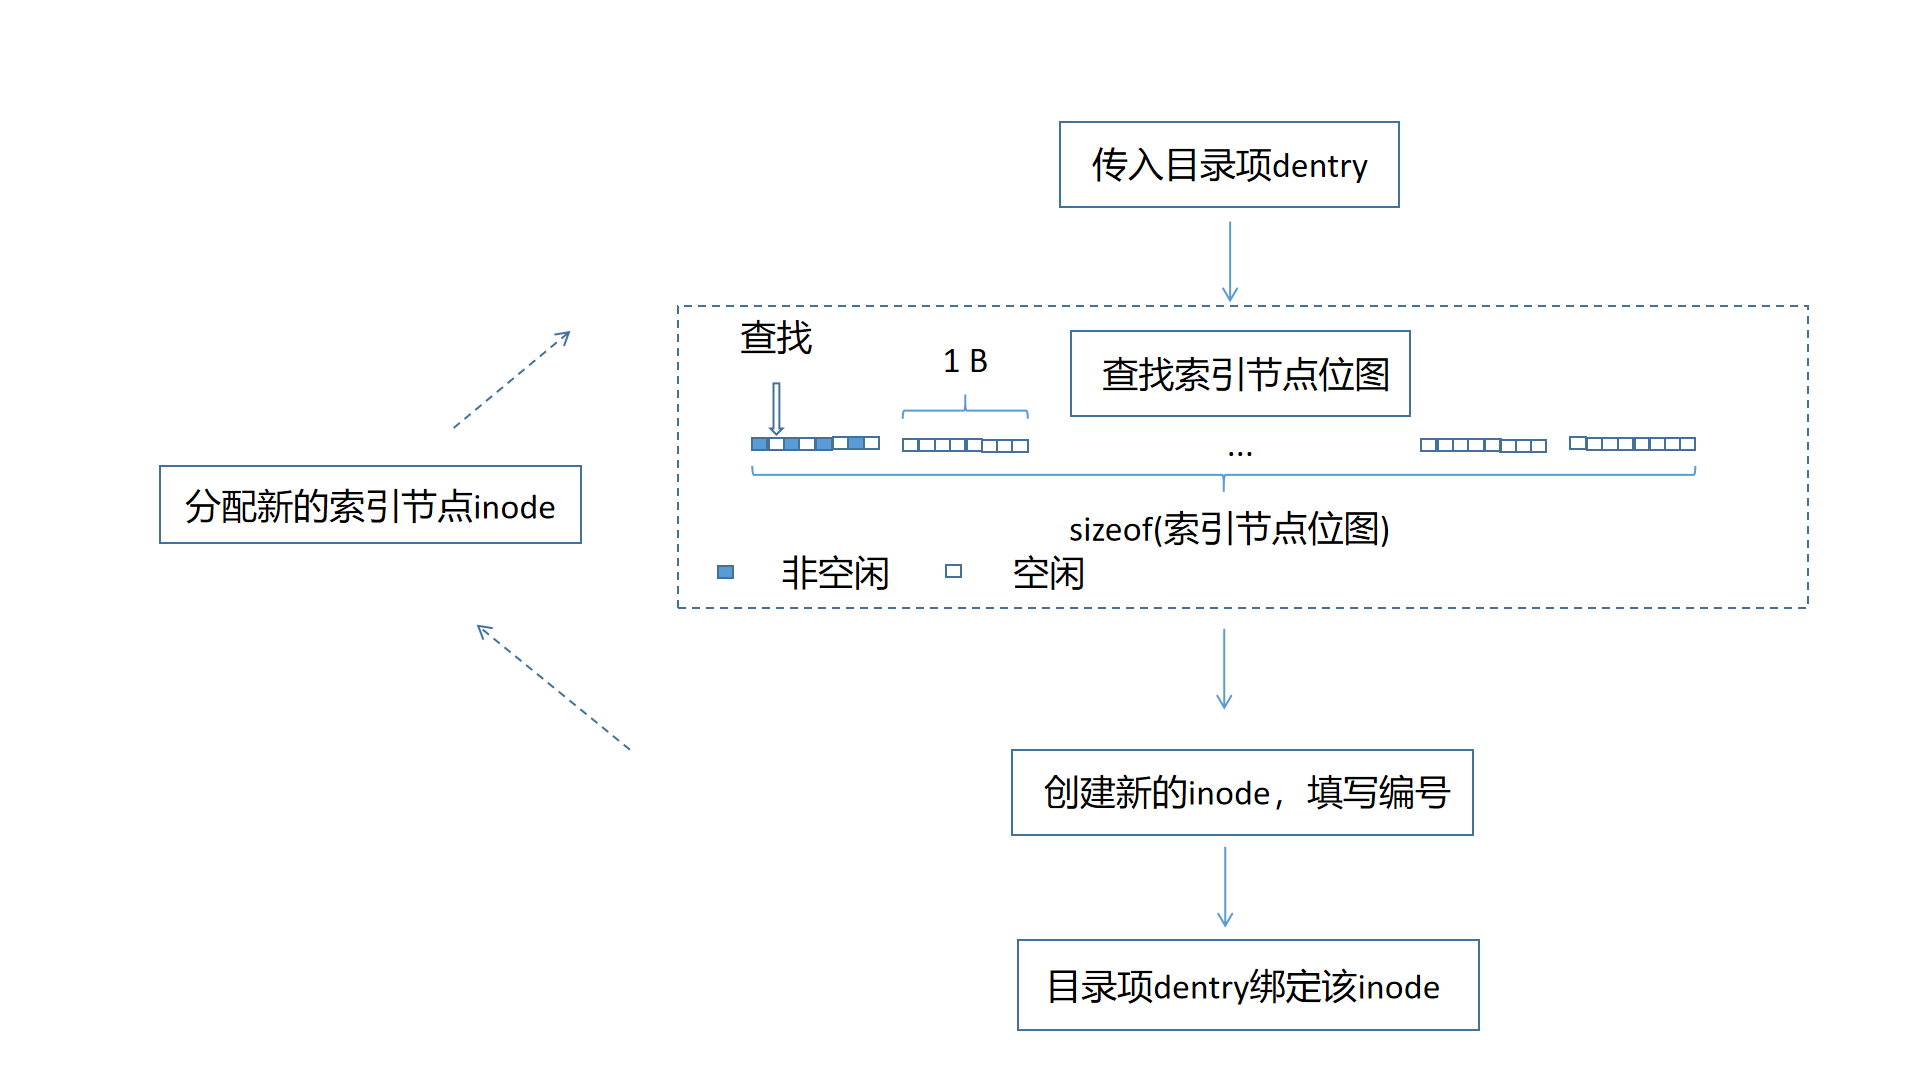 传入目录项dentry
查找
1 B
查找索引节点位图
...
分配新的索引节点inode
sizeof(索引节点位图)
非空闲
空闲
创建新的inode，填写编号
目录项dentry绑定该inode